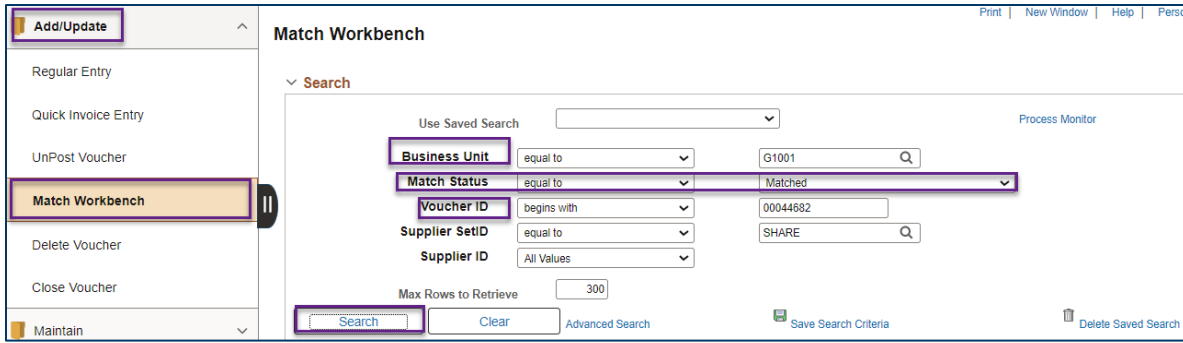 Print | New Window | Help | Perso
Add/Update
Match Workbench
Regular Entry
Search
Quick Invoice Entry
Use Saved Search
Process Monitor
UnPost Voucher
Business Unit equal to G1001
Match Status equal to Matched
Match Workbench
Voucher ID begins with 00044682
Delete Voucher
Supplier SetID equal to SHARE
Supplier ID All Values
Close Voucher
Max Rows to Retrieve 300
Maintain
Search Clear Advanced Search Save Search Criteria Delete Saved Search